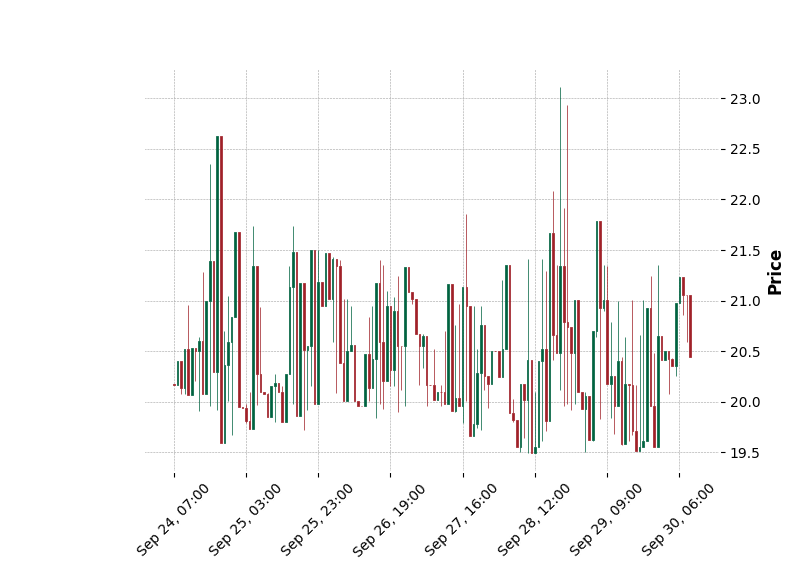 23.0
22.5
22.0
21.5
21.0
20.5
20.0
19.5
Price
Sep 24, 07:00
Sep 25, 03:00
Sep 25, 23:00
Sep 26, 19:00
Sep 27, 16:00
Sep 28, 12:00
Sep 29, 09:00
Sep 30, 06:00